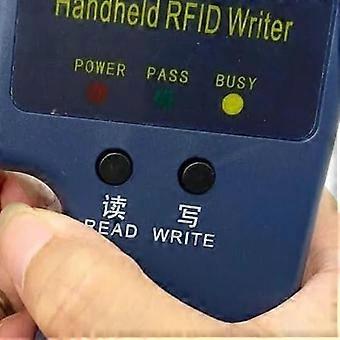 Handheld RFID Writer
POWER PASS BUSY
读 写
READ WRITE